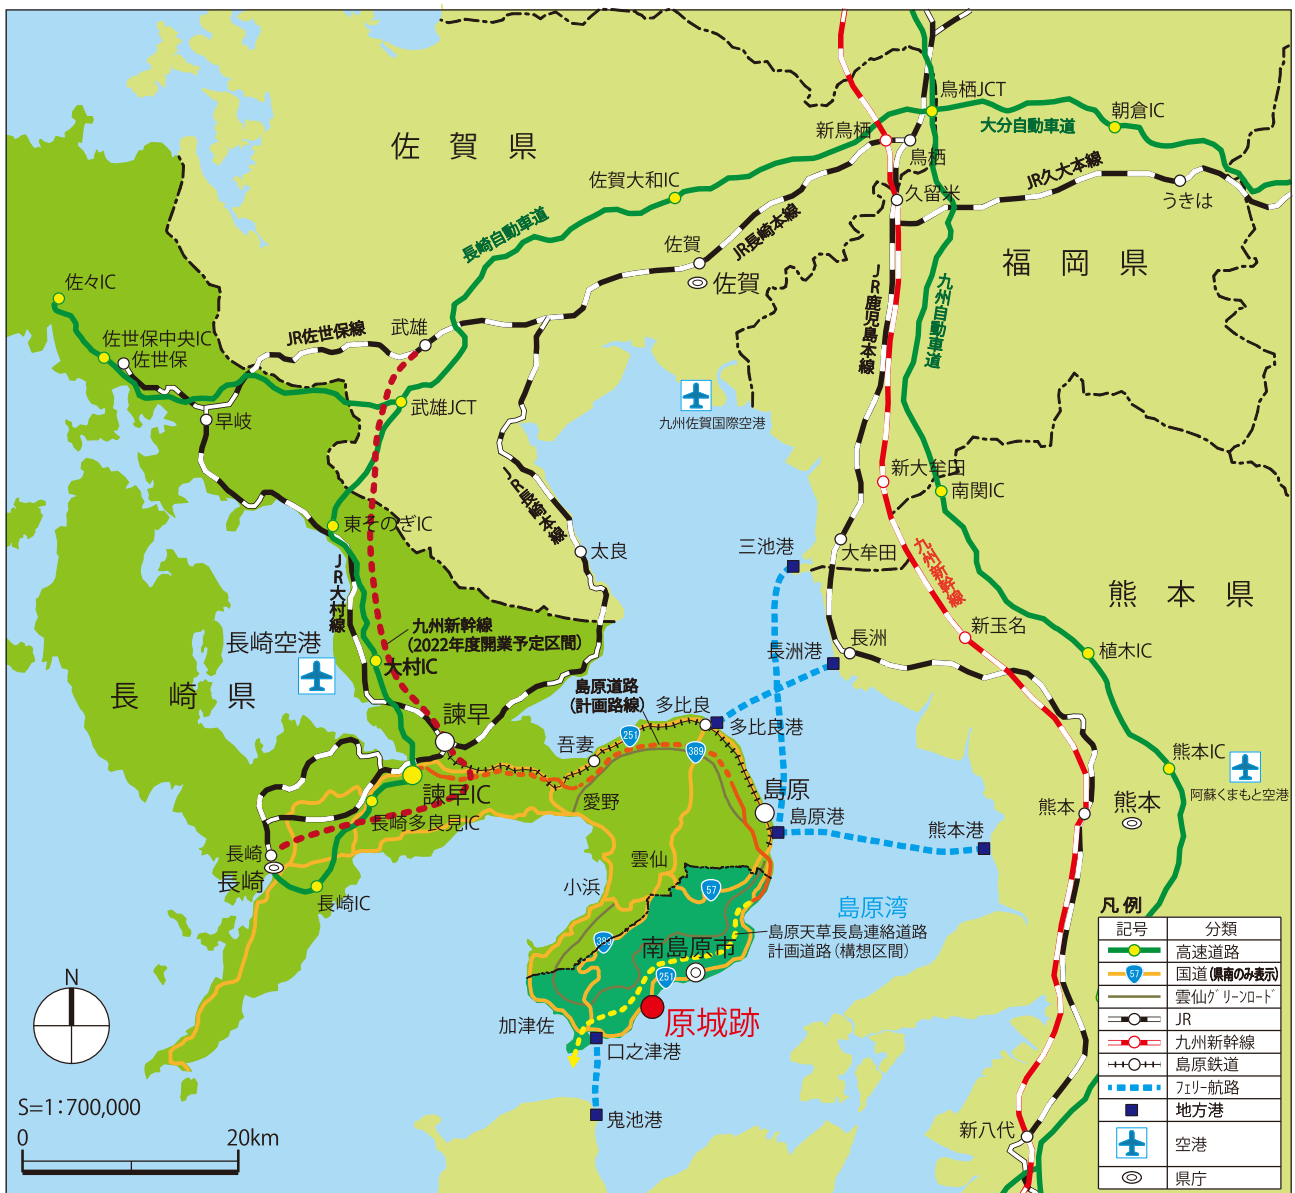 鳥栖JCT
朝倉IC
大分自動車道
新鳥栖
鳥栖
佐賀県
佐賀大和IC
JR久大本線
うきは
久留米
長崎自動車道
JR長崎本線
佐賀
佐賀
福岡県
佐々IC
JR鹿児島本線
九州自動車道
佐世保中央IC
佐世保
JR佐世保線
武雄
九州佐賀国際空港
武雄JCT
早岐
新大牟田
南関IC
JR長崎本線
東そのぎIC
太良
三池港
大牟田
九州新幹線
熊本県
JR大村線
九州新幹線
(2022年度開業予定区間)
長崎空港
大村IC
新玉名
長洲
長洲港
植木IC
長崎県
島原道路
(計画路線)
諫早
多比良
多比良港
吾妻
251
389
熊本IC
阿蘇くまもと空港
諫早IC
愛野
島原
島原港
熊本
熊本
熊本港
長崎多良見IC
長崎
長崎
長崎IC
雲仙
小浜
57
島原湾
島原天草長島連絡道路
計画道路(構想区間)
389
南島原市
251
原城跡
加津佐
口之津港
鬼池港
新八代
N
S=1:700,000
0
20km
凡例
記号
分類
高速道路
57
国道(県南のみ表示)
雲仙グリーンロード
JR
九州新幹線
島原鉄道
フェリー航路
地方港
空港
県庁